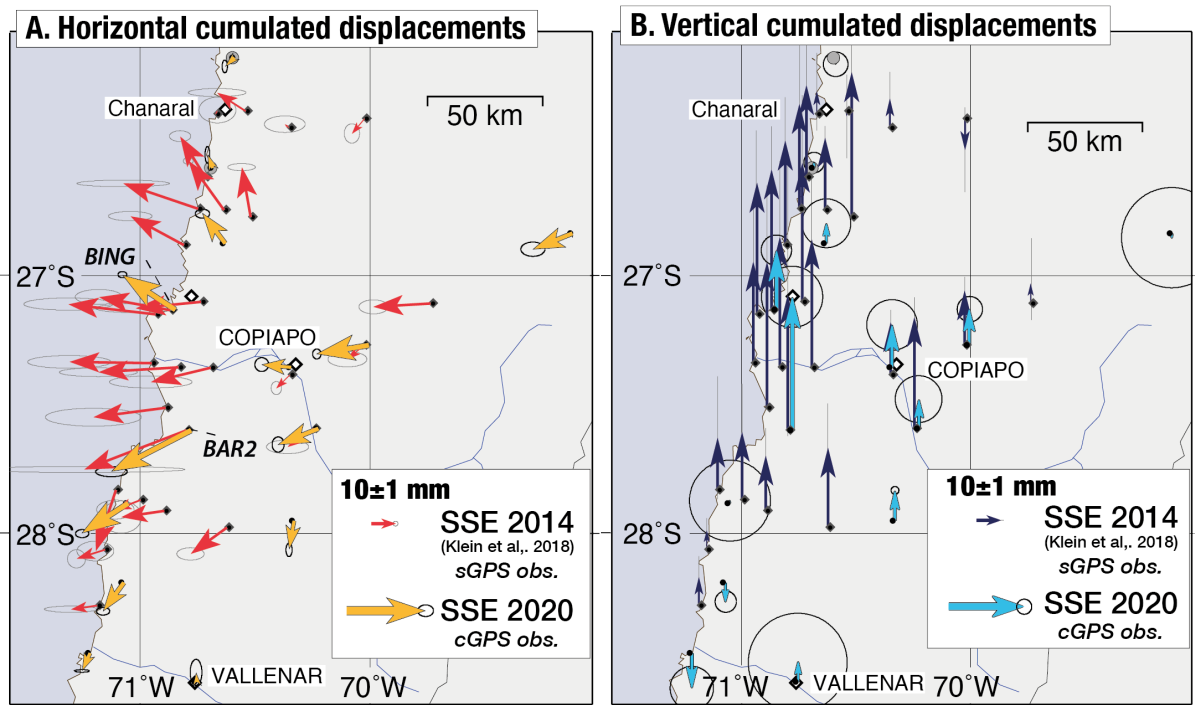 A. Horizontal cumulated displacements
Chanaral
50 km
BING
27°S
COPIAPO
BAR2
28°S
10±1 mm
SSE 2014
(Klein et al,. 2018)
sGPS obs.
SSE 2020
cGPS obs.
VALLENAR
71°W
70°W
B. Vertical cumulated displacements
Chanaral
50 km
27°S
COPIAPO
28°S
10±1 mm
SSE 2014
(Klein et al,. 2018)
sGPS obs.
SSE 2020
cGPS obs.
VALLENAR
71°W
70°W